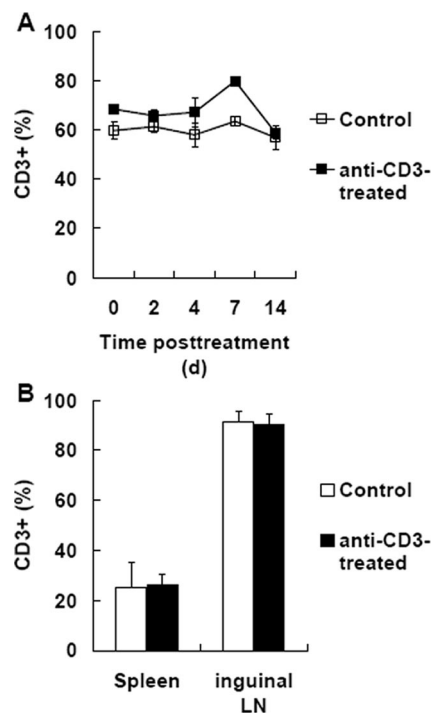 A
100
80
60
40
20
0
CD3+ (%)
0 2 4 7 14
Time posttreatment
(d)
Control
anti-CD3-
treated
B
100
80
60
40
20
0
CD3+ (%)
Spleen inguinal
LN
Control
anti-CD3-
treated